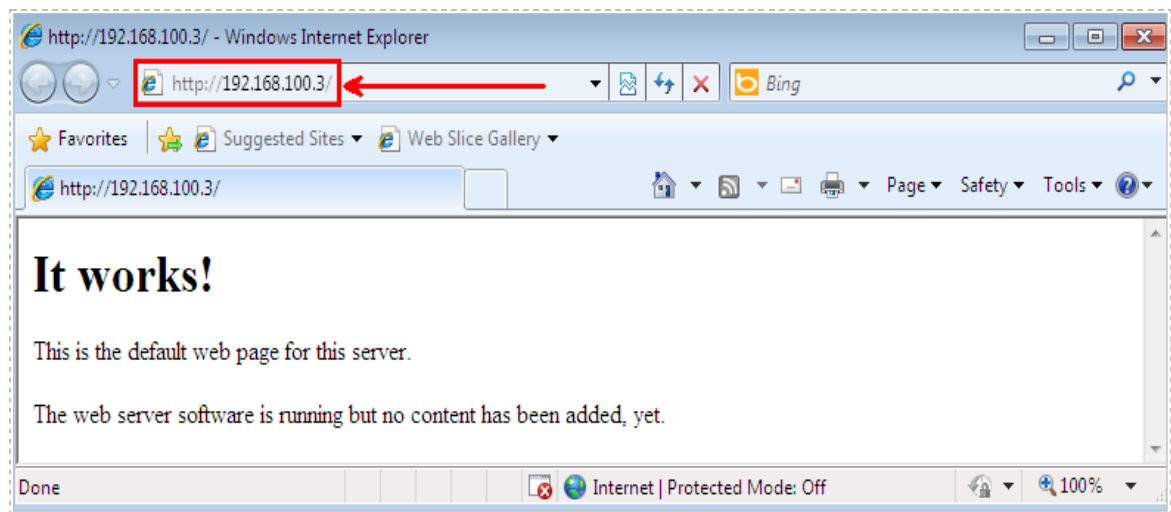 http://192.168.100.3/ - Windows Internet Explorer
http://192.168.100.3/ Bing
Favorites Suggested Sites Web Slice Gallery
http://192.168.100.3/ Page Safety Tools
It works!
This is the default web page for this server.
The web server software is running but no content has been added, yet.
Done Internet | Protected Mode: Off 100%